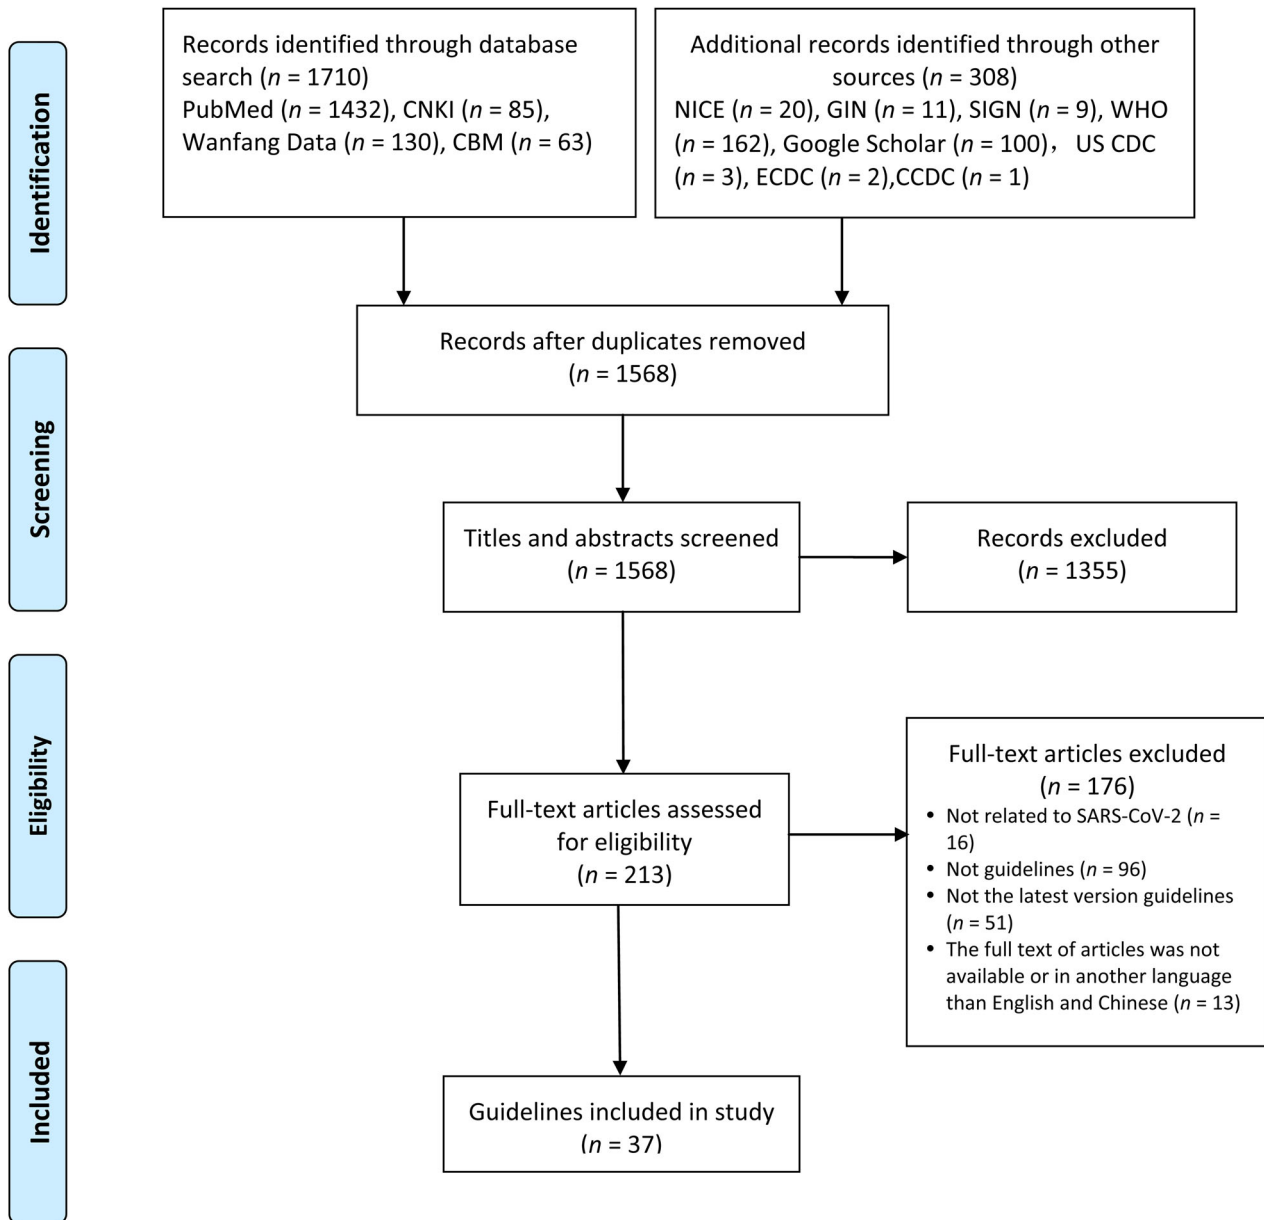 Identification
Records identified through database
search (n = 1710)
PubMed (n = 1432), CNKI (n = 85),
Wanfang Data (n = 130), CBM (n = 63)
Additional records identified through other
sources (n = 308)
NICE (n = 20), GIN (n = 11), SIGN (n = 9), WHO
(n = 162), Google Scholar (n = 100)， US CDC
(n = 3), ECDC (n = 2),CCDC (n = 1)
Screening
Records after duplicates removed
(n = 1568)
Titles and abstracts screened
(n = 1568)
Records excluded
(n = 1355)
Eligibility
Full-text articles assessed
for eligibility
(n = 213)
Full-text articles excluded
(n = 176)
• Not related to SARS-CoV-2 (n =
16)
• Not guidelines (n = 96)
• Not the latest version guidelines
(n = 51)
• The full text of articles was not
available or in another language
than English and Chinese (n = 13)
Included
Guidelines included in study
(n = 37)